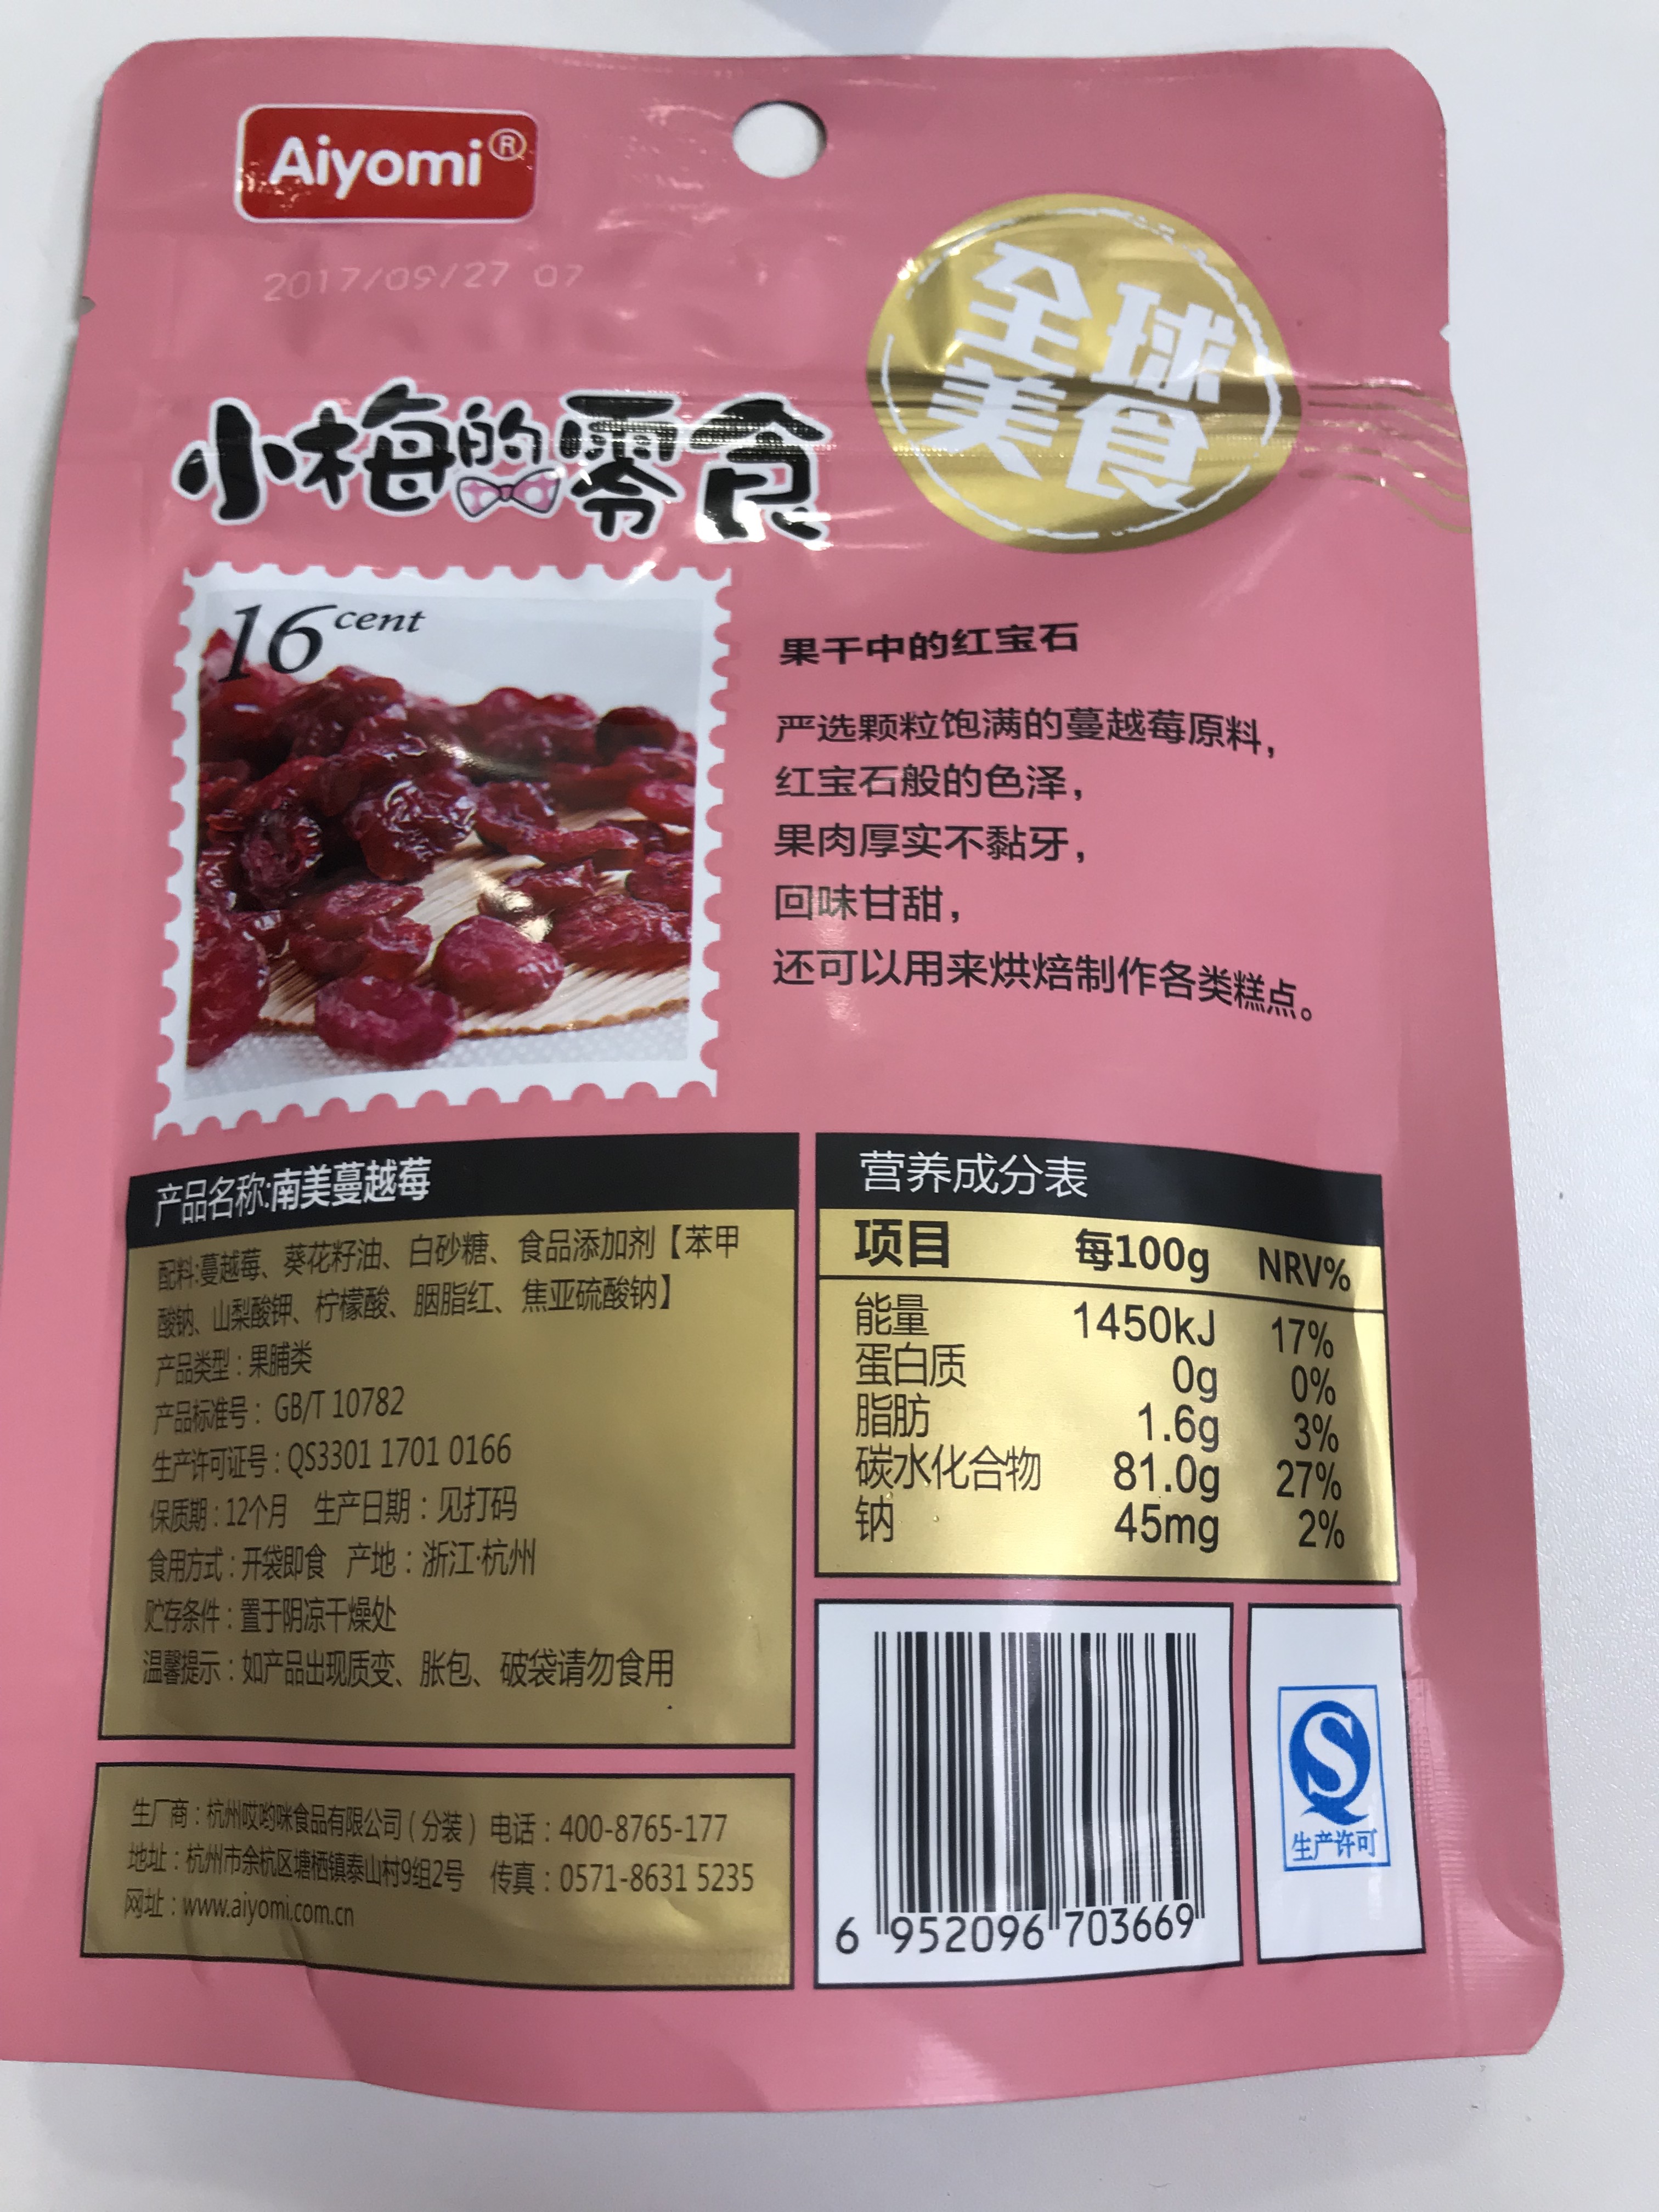 Aiyomi®
2017/09/27 07
全球
美食
小梅的零食
16 cent
果干中的红宝石
严选颗粒饱满的蔓越莓原料，
红宝石般的色泽，
果肉厚实不黏牙，
回味甘甜，
还可以用来烘焙制作各类糕点。
产品名称:南美蔓越莓
配料:蔓越莓、葵花籽油、白砂糖、食品添加剂【苯甲
酸钠、山梨酸钾、柠檬酸、胭脂红、焦亚硫酸钠】
产品类型：果脯类
产品标准号：GB/T 10782
生产许可证号：QS3301 1701 0166
保质期：12个月 生产日期：见打码
食用方式：开袋即食 产地：浙江·杭州
贮存条件：置于阴凉干燥处
温馨提示：如产品出现质变、胀包、破袋请勿食用
营养成分表
项目 每100g NRV%
能量 1450kJ 17%
蛋白质 0g 0%
脂肪 1.6g 3%
碳水化合物 81.0g 27%
钠 45mg 2%
生厂商：杭州哎哟咪食品有限公司（分装）电话：400-8765-177
地址：杭州市余杭区塘栖镇泰山村9组2号 传真：0571-8631 5235
网址：www.aiyomi.com.cn
6 952096 703669
生产许可